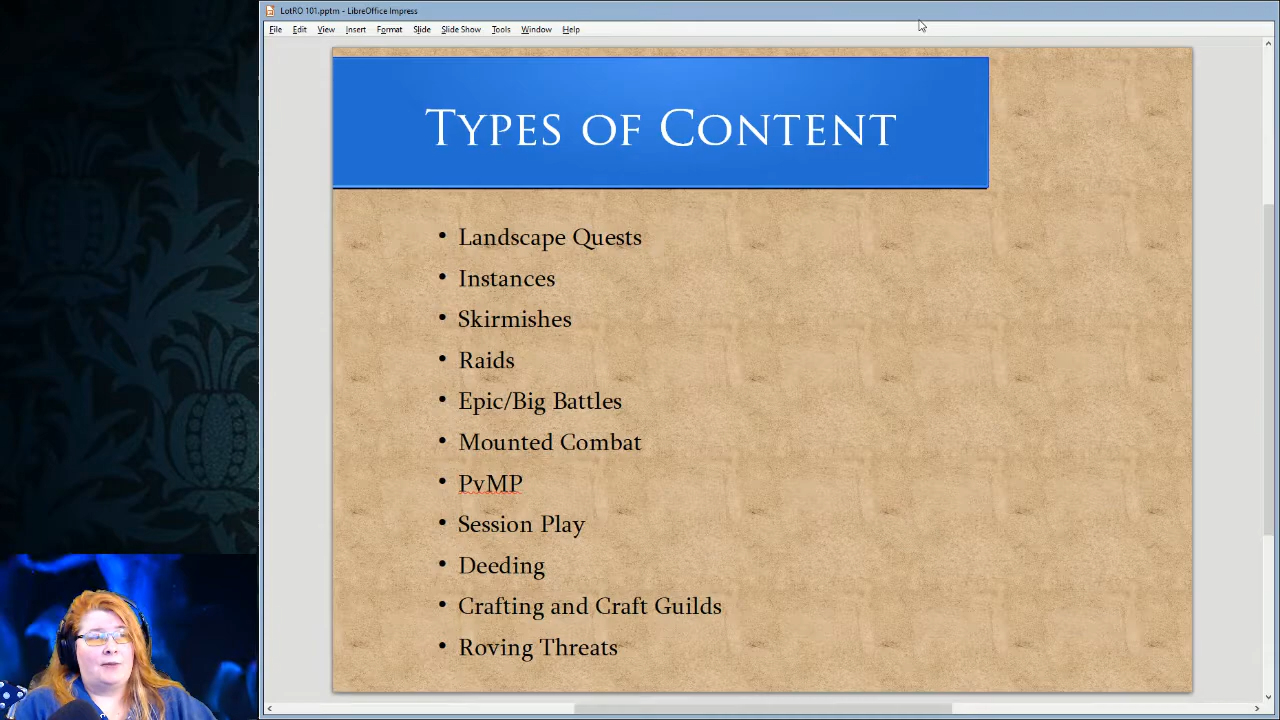 LotRO 101.pptm - LibreOffice Impress
File Edit View Insert Format Slide Slide Show Tools Window Help
Types of Content
• Landscape Quests
• Instances
• Skirmishes
• Raids
• Epic/Big Battles
• Mounted Combat
• PvMP
• Session Play
• Deeding
• Crafting and Craft Guilds
• Roving Threats